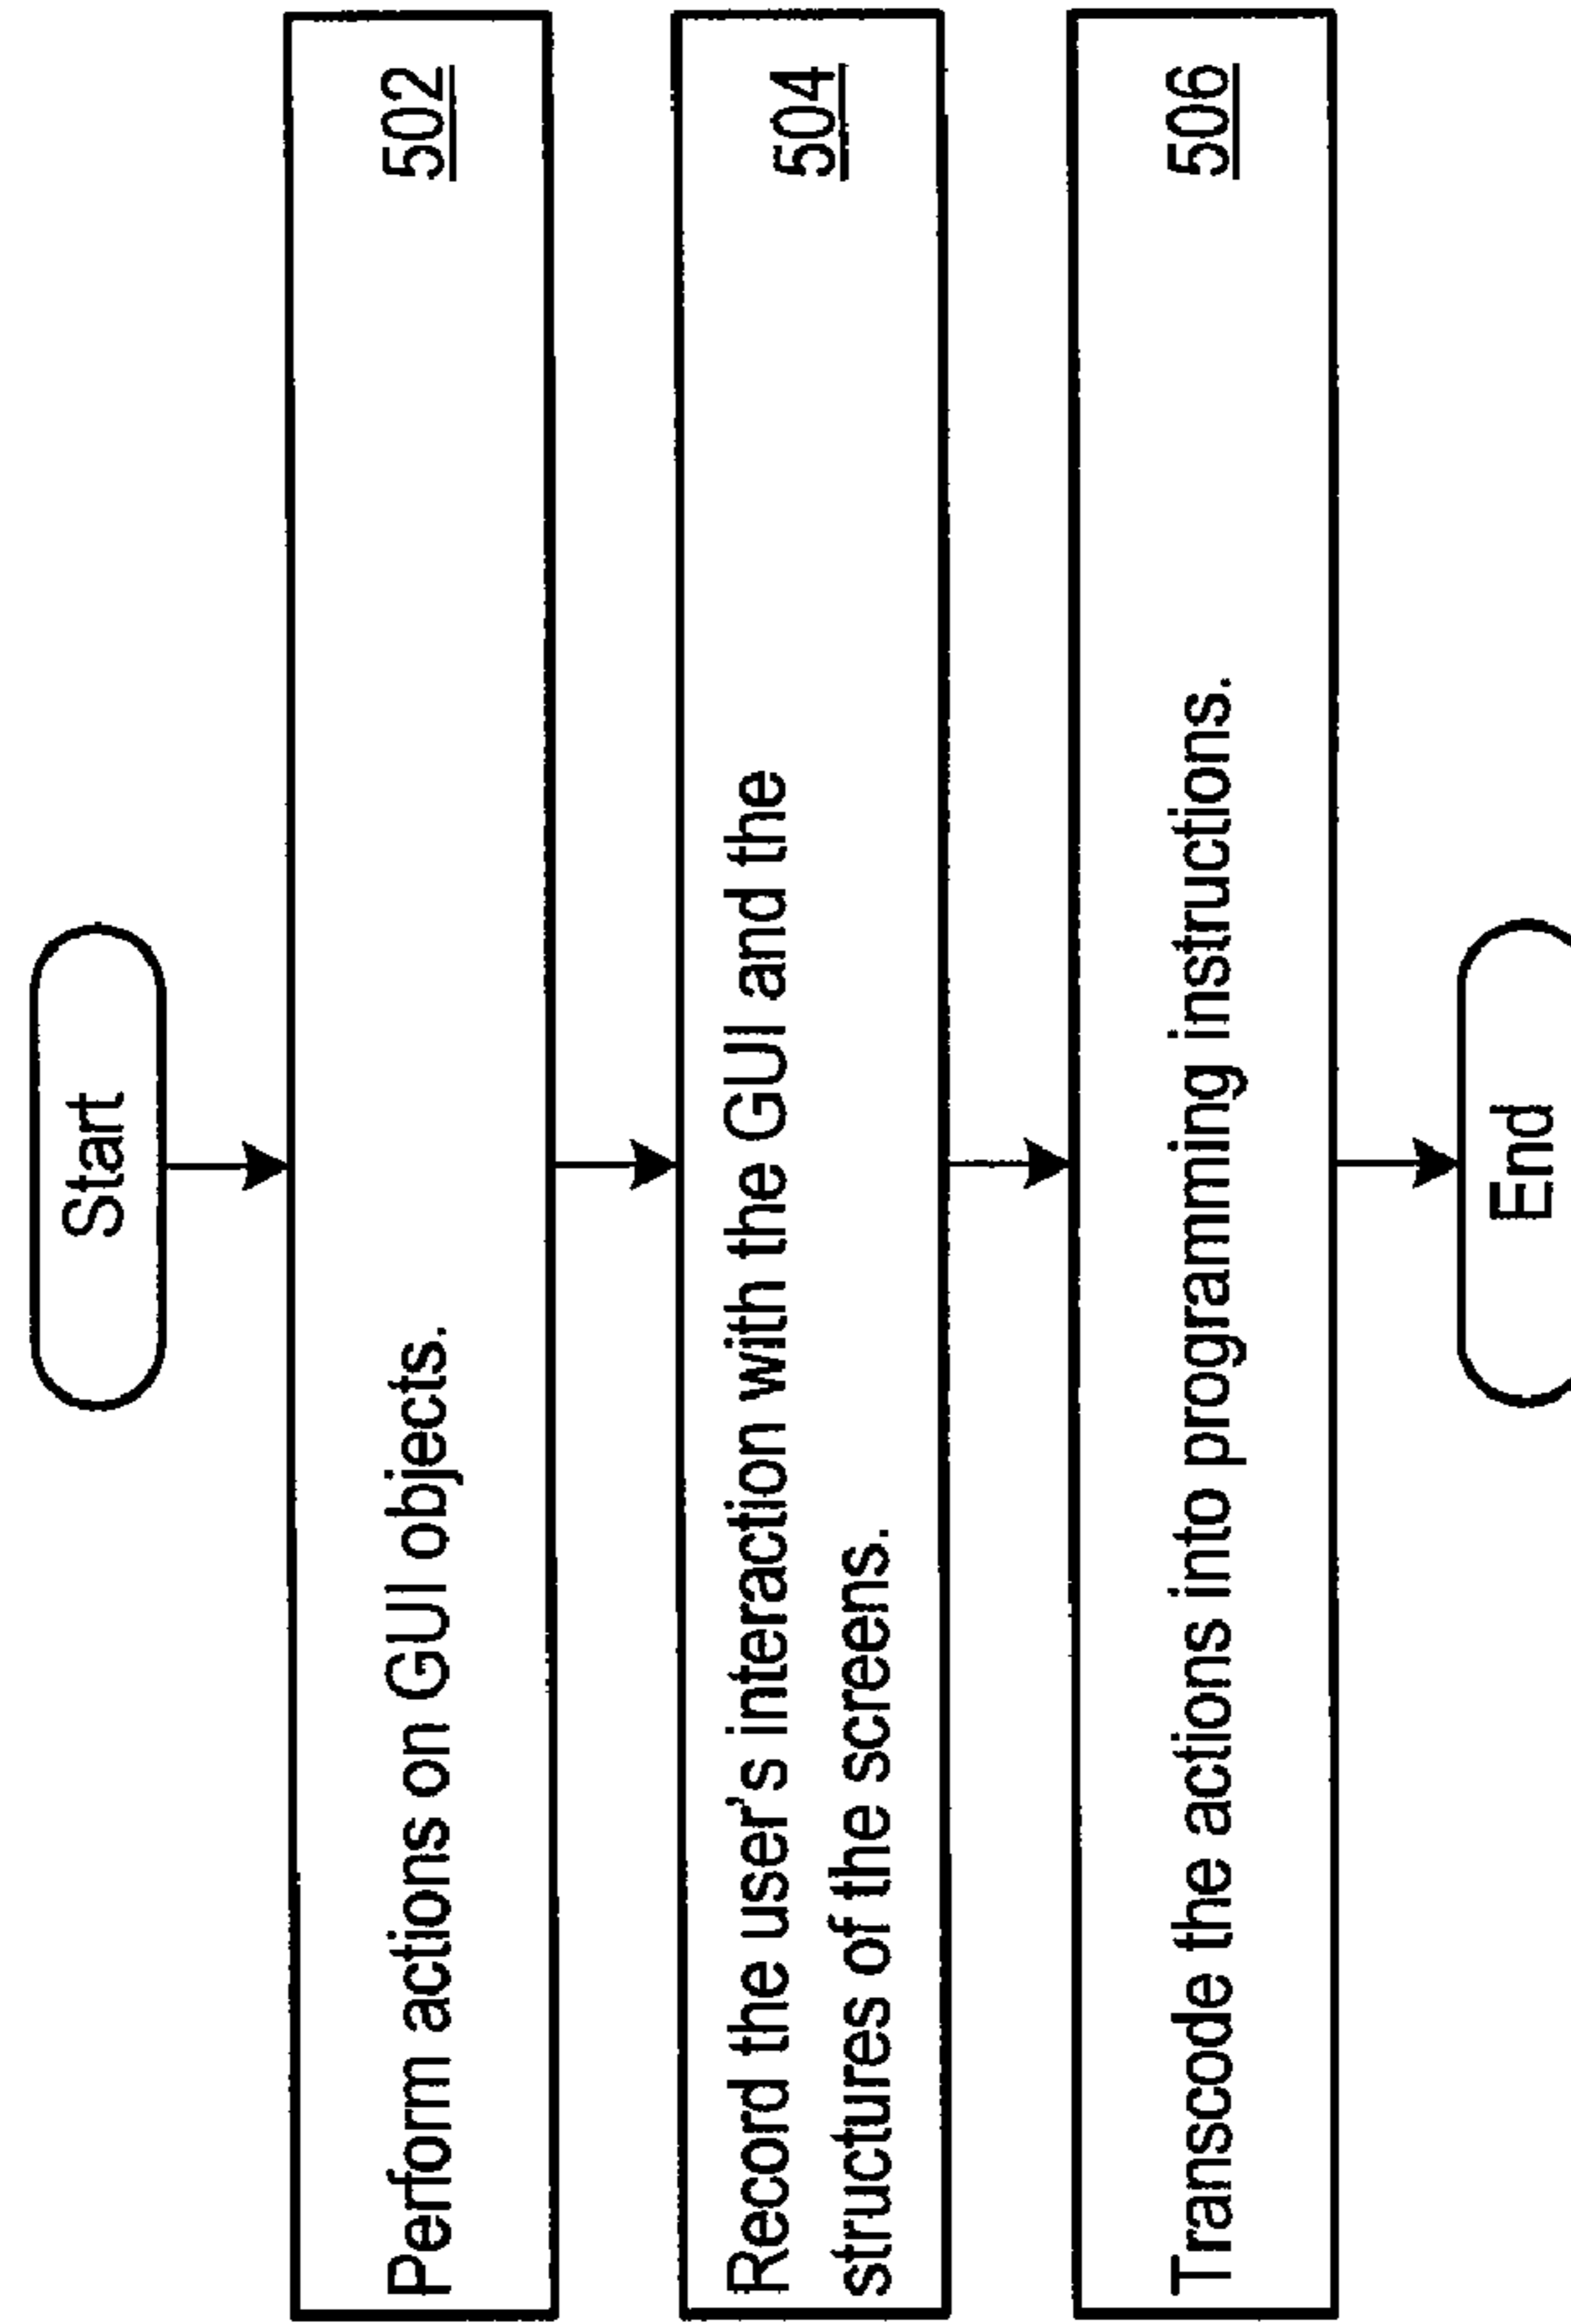 Start
Perform actions on GUI objects.
502
Record the user's interaction with the GUI and the
structures of the screens.
504
Transcode the actions into programming instructions.
506
End